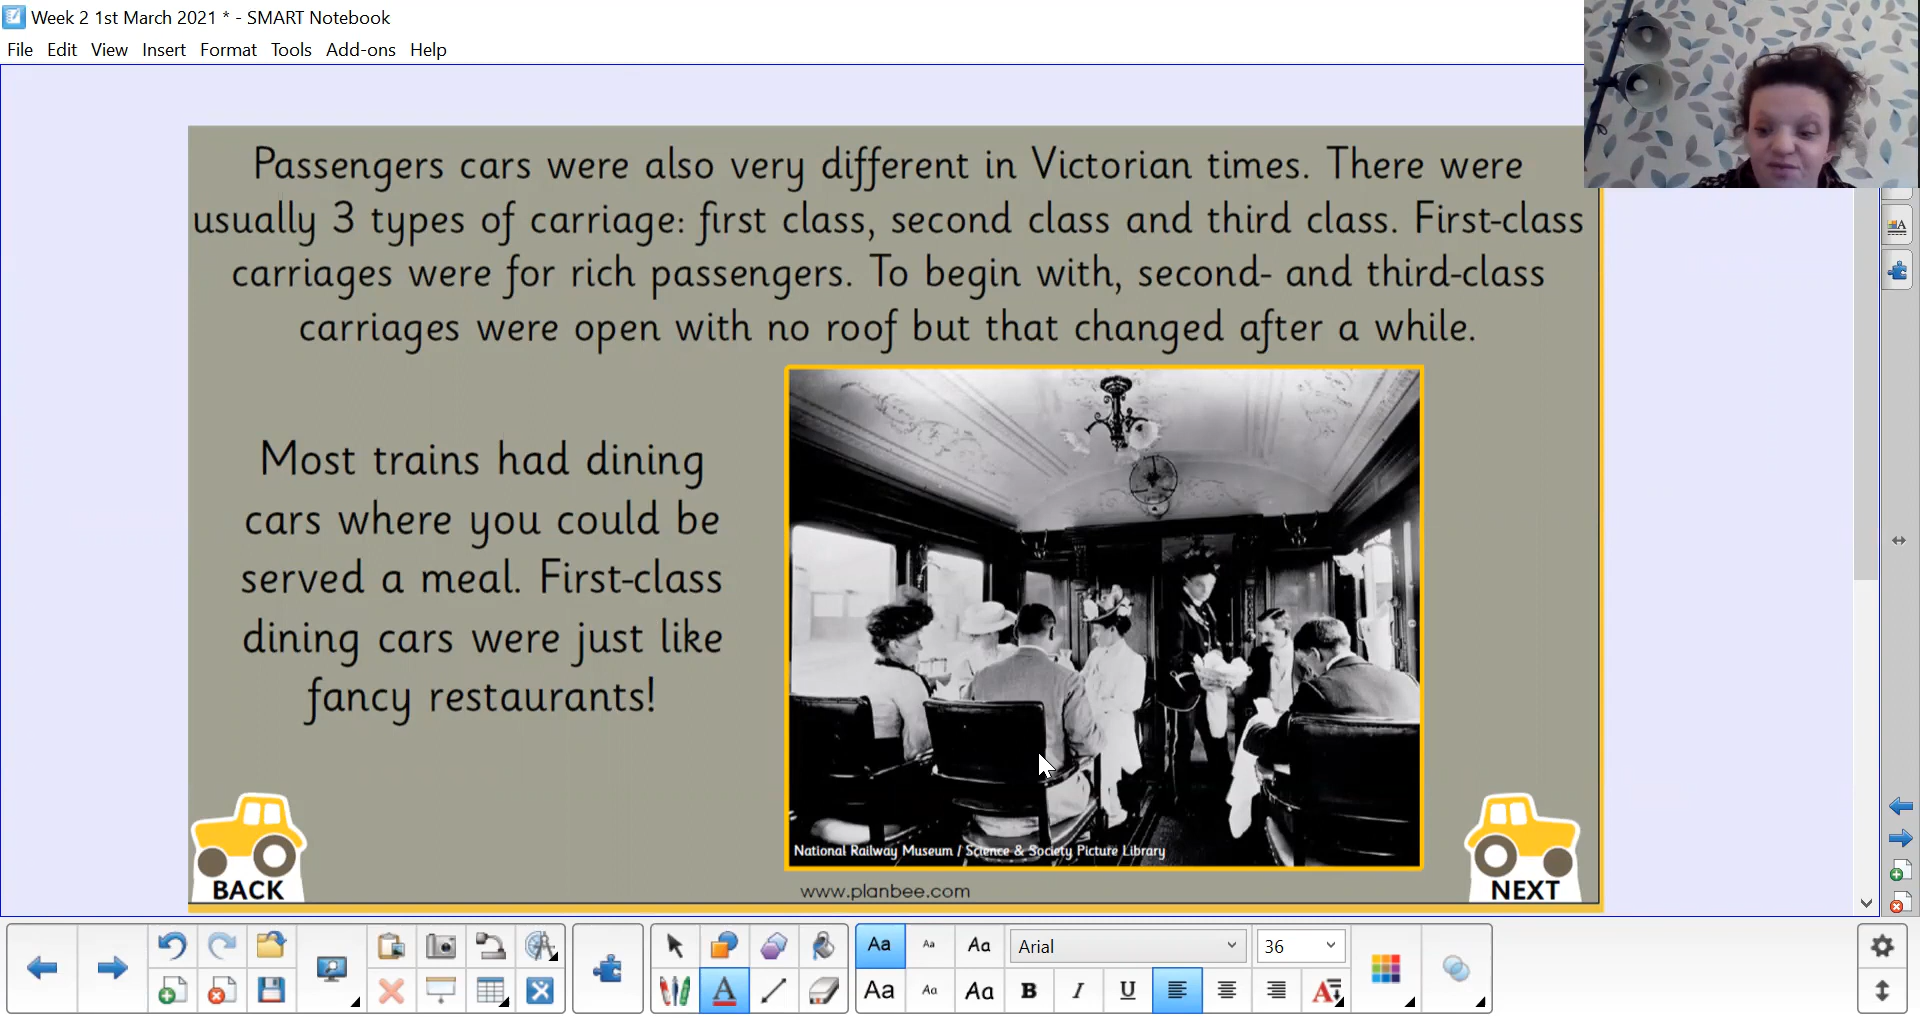 Week 2 1st March 2021 * - SMART Notebook
File Edit View Insert Format Tools Add-ons Help
Passengers cars were also very different in Victorian times. There were
usually 3 types of carriage: first class, second class and third class. First-class
carriages were for rich passengers. To begin with, second- and third-class
carriages were open with no roof but that changed after a while.
Most trains had dining
cars where you could be
served a meal. First-class
dining cars were just like
fancy restaurants!
National Railway Museum / Science & Society Picture Library
www.planbee.com
BACK
NEXT
Aa Aa Aa Arial 36
Aa Aa Aa B I U A